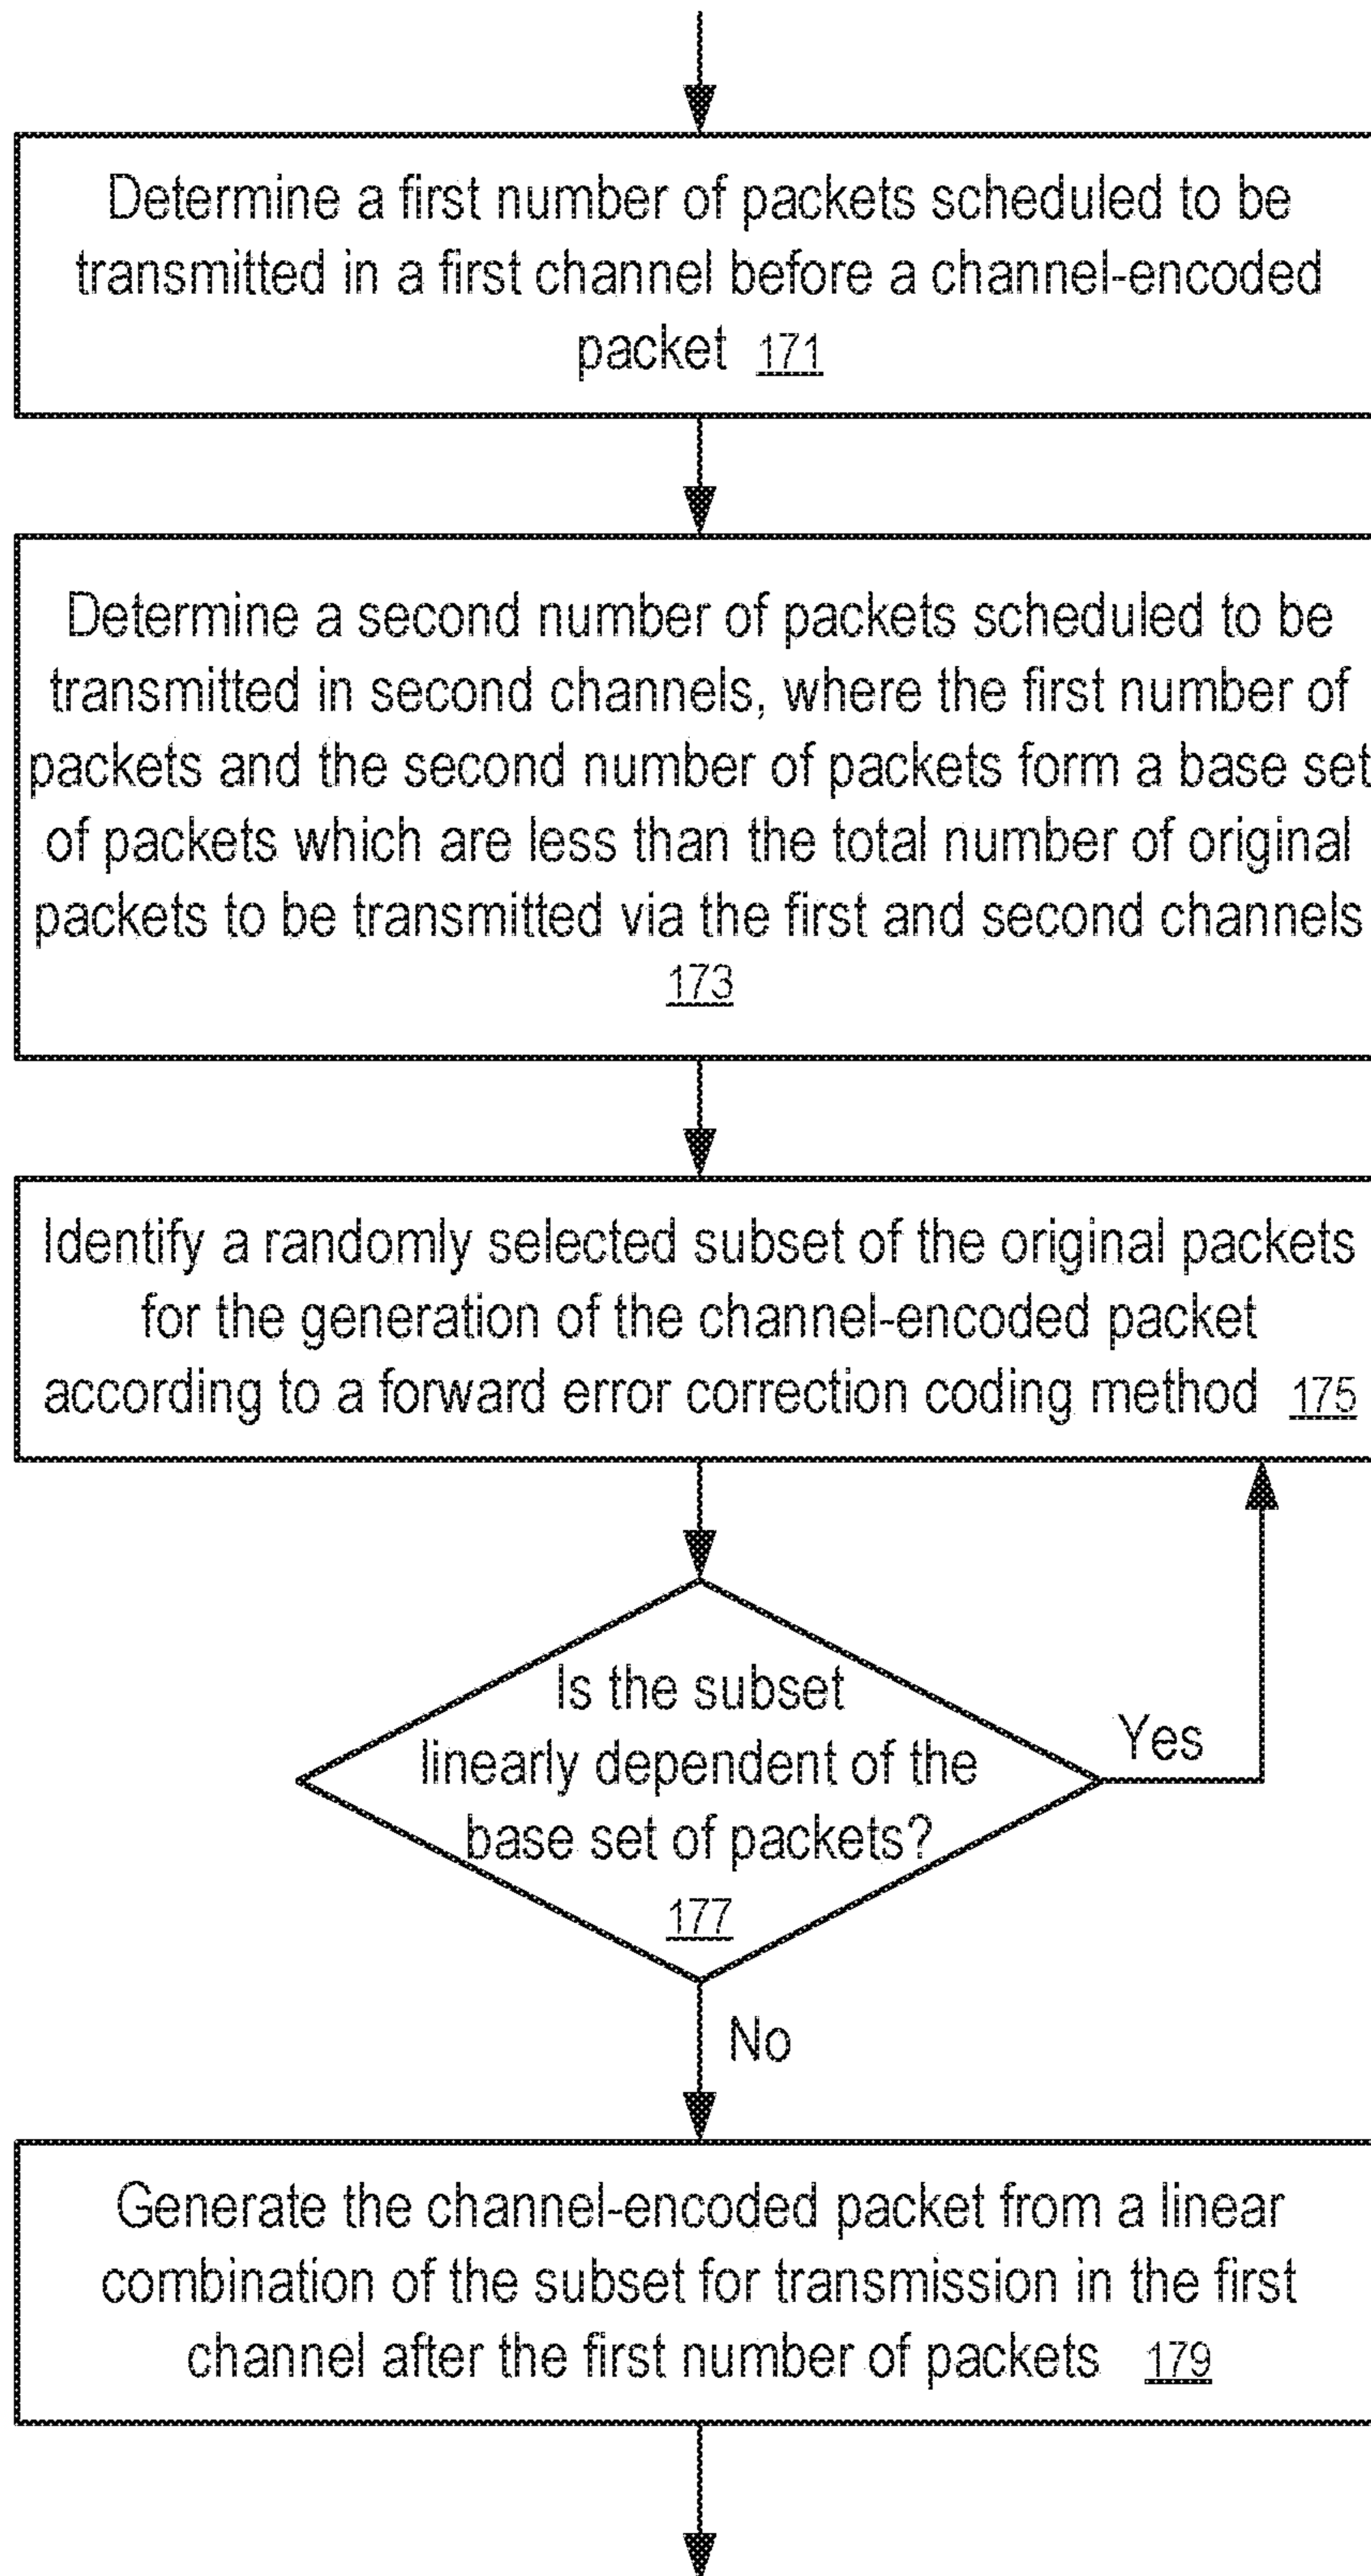 Determine a first number of packets scheduled to be
transmitted in a first channel before a channel-encoded
packet 171
Determine a second number of packets scheduled to be
transmitted in second channels, where the first number of
packets and the second number of packets form a base set
of packets which are less than the total number of original
packets to be transmitted via the first and second channels
173
Identify a randomly selected subset of the original packets
for the generation of the channel-encoded packet
according to a forward error correction coding method 175
Is the subset
linearly dependent of the
base set of packets?
177
Yes
No
Generate the channel-encoded packet from a linear
combination of the subset for transmission in the first
channel after the first number of packets 179